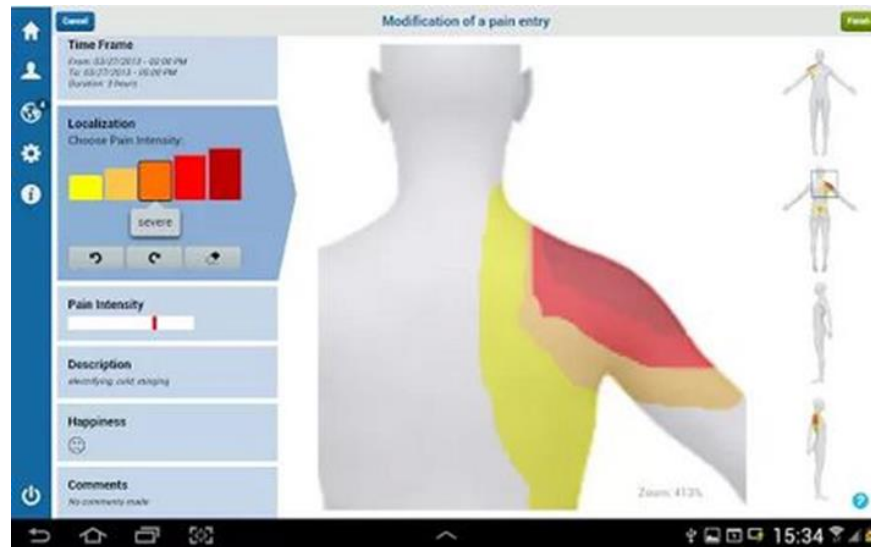 Cancel
Modification of a pain entry
Finish
Time Frame
From: 03/27/2013 - 02:00 PM
To: 03/27/2013 - 05:00 PM
Duration: 3 hours
4
Localization
Choose Pain Intensity:
severe
Pain Intensity
Description
electrifying, cold, stinging
Happiness
Comments
No comments made
Zoom: 413%
?
15:34